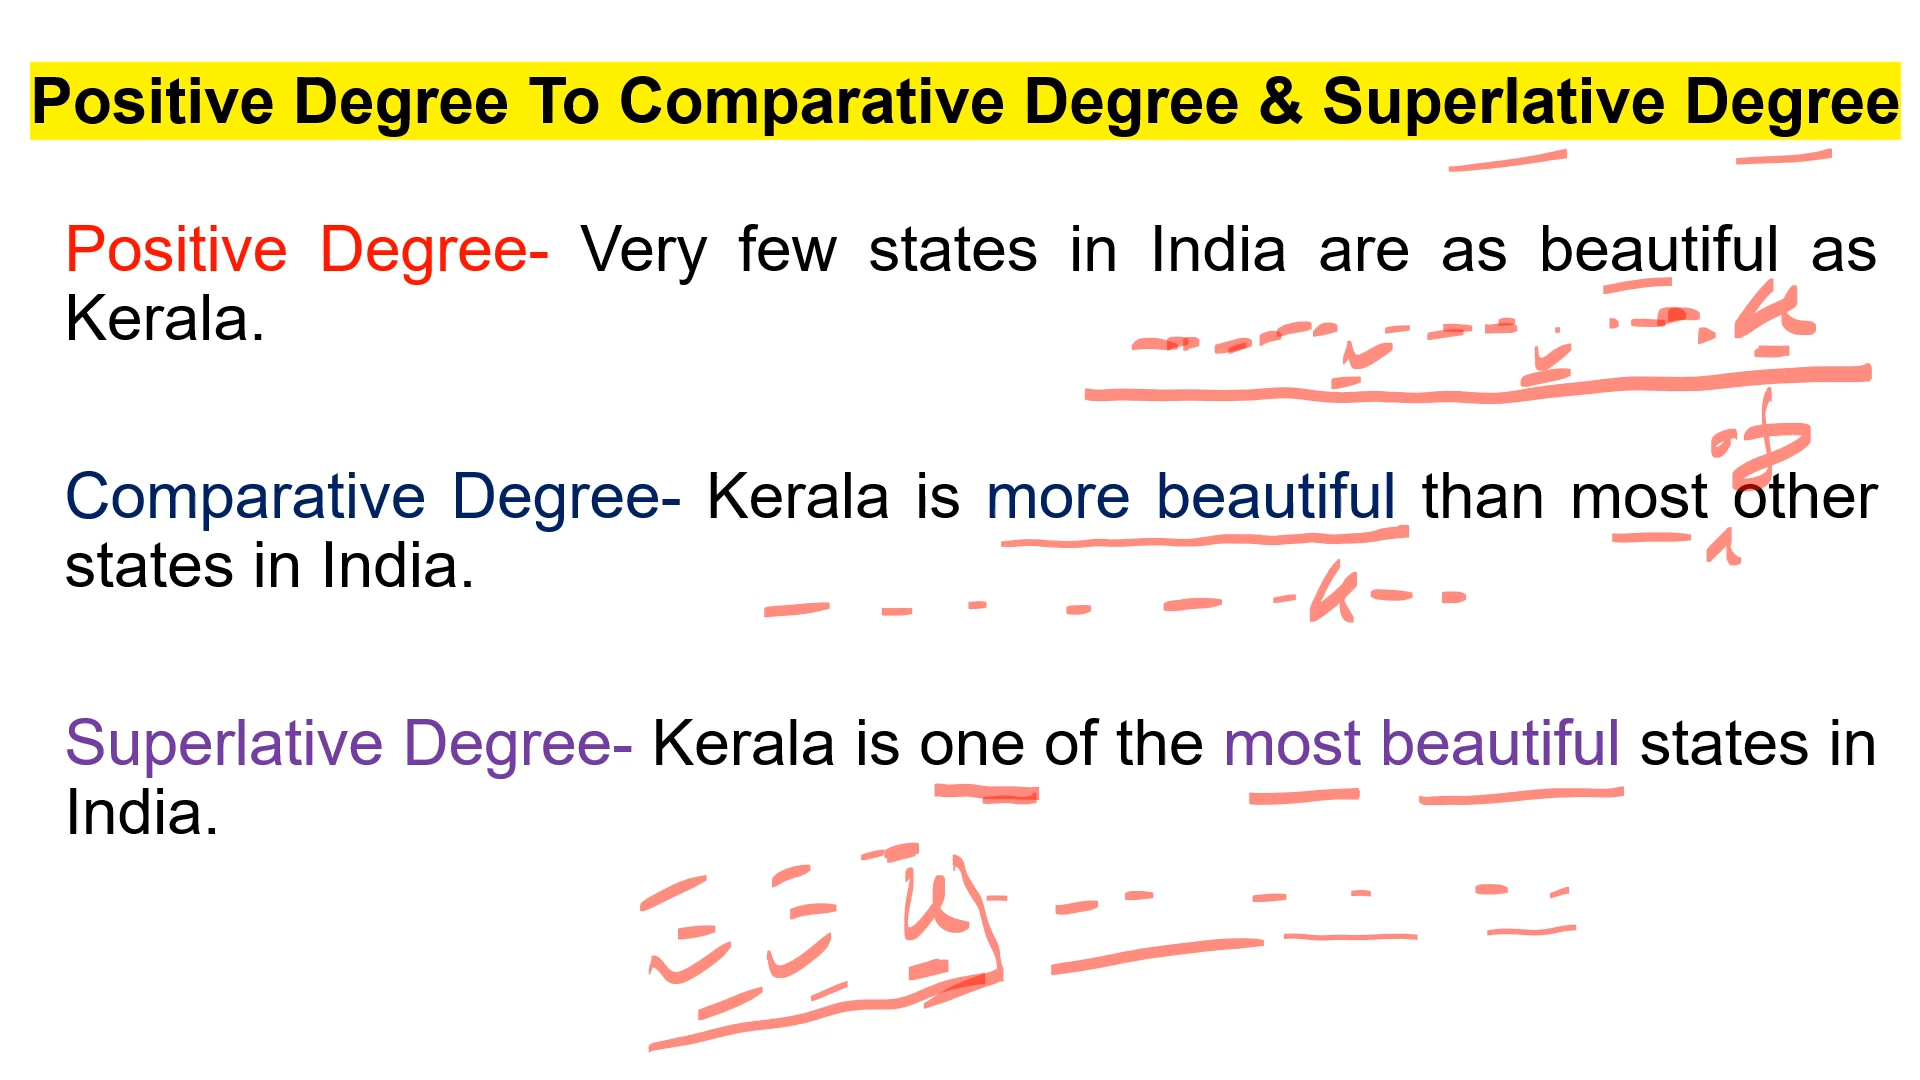 Positive Degree To Comparative Degree & Superlative Degree
Positive Degree- Very few states in India are as beautiful as
Kerala.
Comparative Degree- Kerala is more beautiful than most other
states in India.
Superlative Degree- Kerala is one of the most beautiful states in
India.